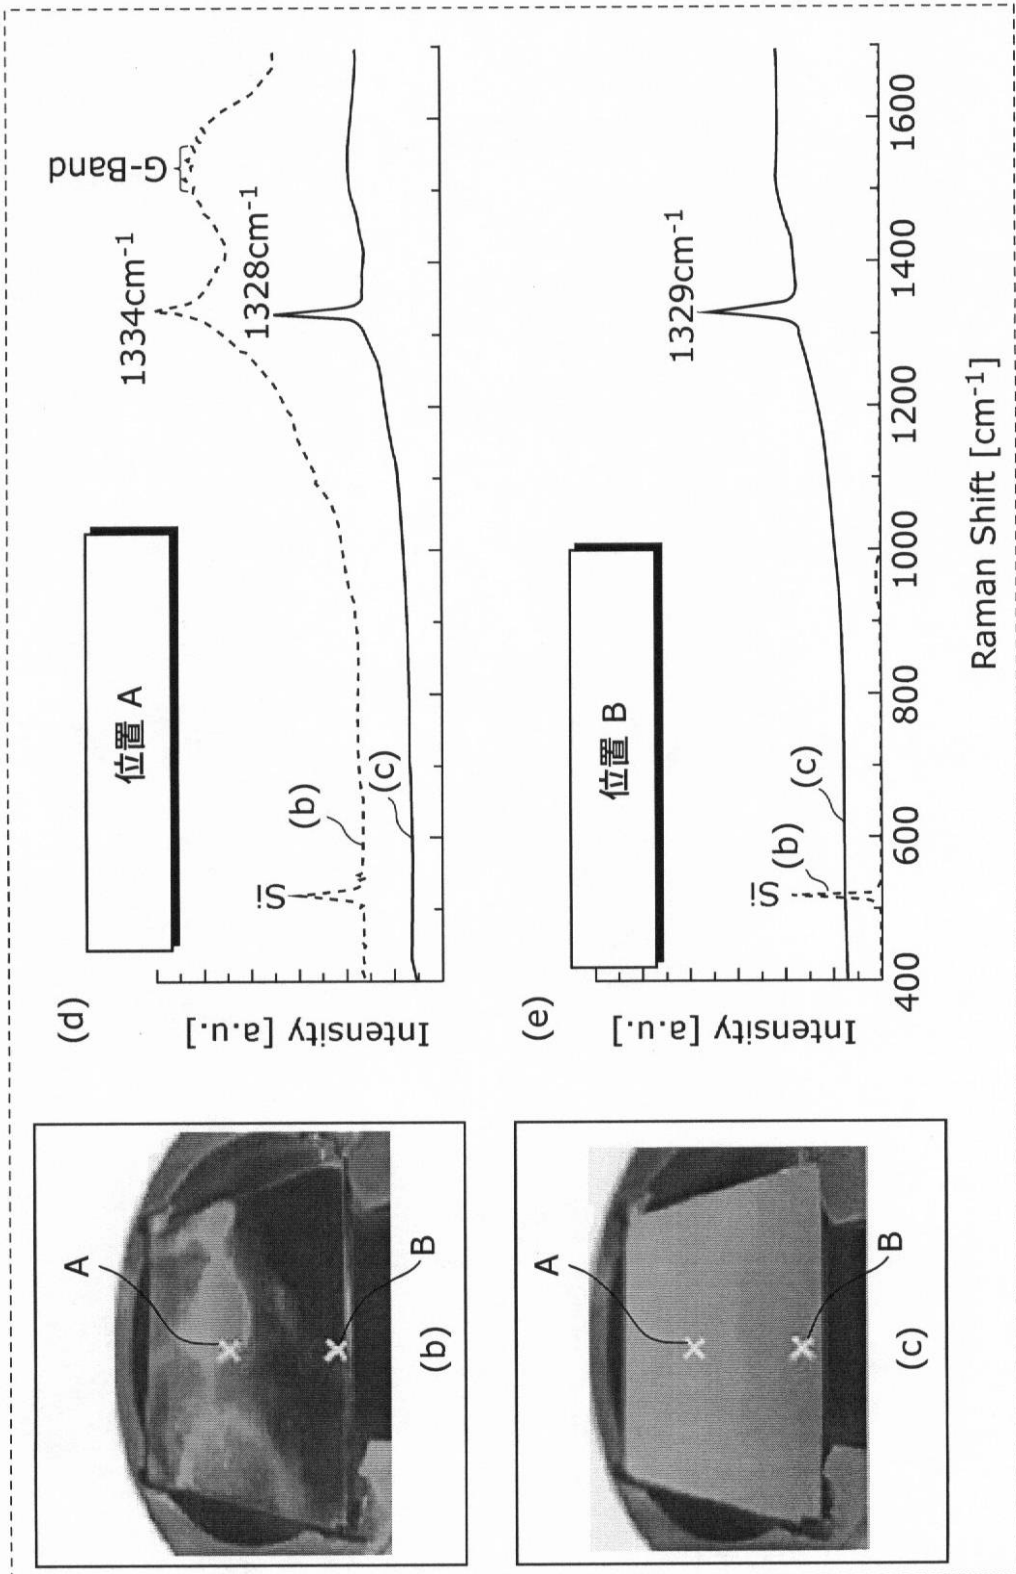 A
B
(b)
A
B
(c)
(d)
Intensity [a.u.]
位置 A
Si
(b)
(c)
1334cm-1
1328cm-1
G-Band
(e)
Intensity [a.u.]
位置 B
Si
(b)
(c)
1329cm-1
400 600 800 1000 1200 1400 1600
Raman Shift [cm-1]